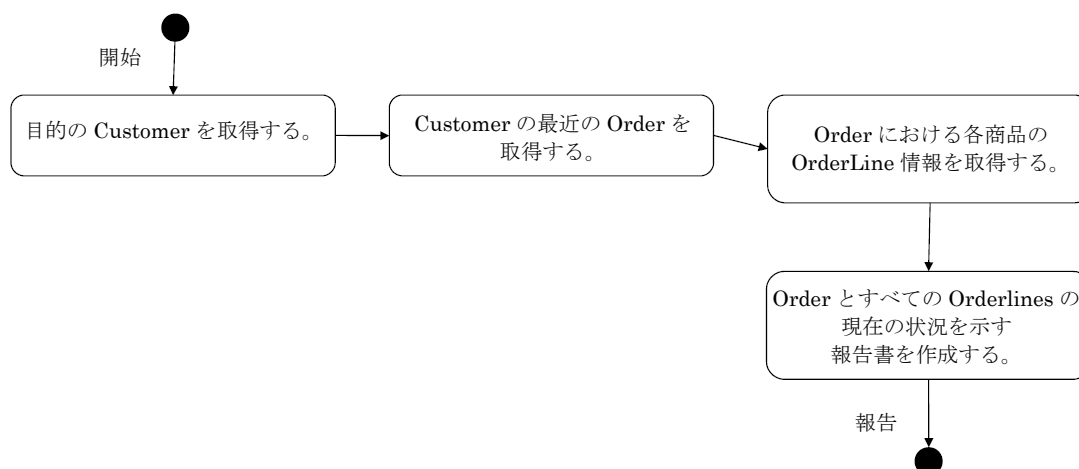 開始
目的の Customer を取得する。
Customer の最近の Order を
取得する。
Order における各商品の
OrderLine 情報を取得する。
Order とすべての Orderlines の
現在の状況を示す
報告書を作成する。
報告